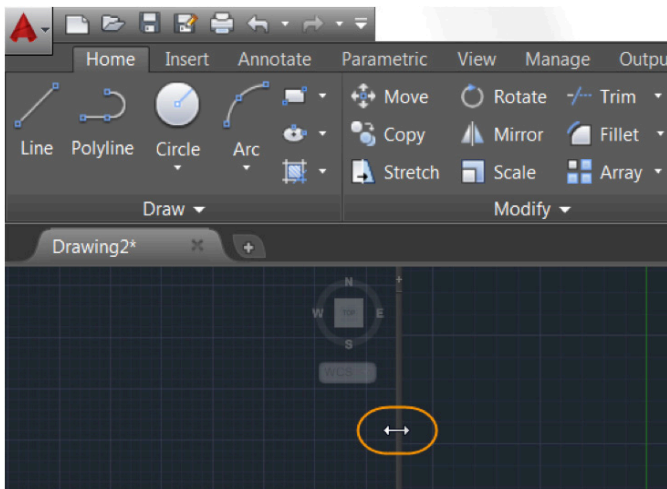 Home Insert Annotate Parametric View Manage Outpu
Move Rotate Trim
Copy Mirror Fillet
Line Polyline Circle Arc
Stretch Scale Array
Draw Modify
Drawing2*
N
W TOP E
S
WCS